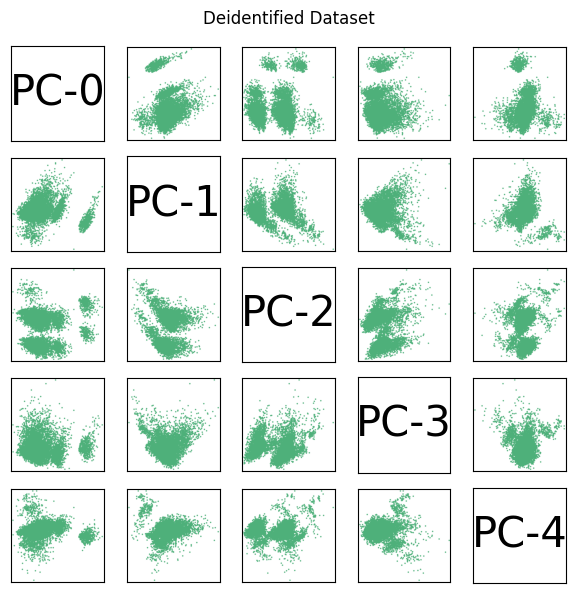 Deidentified Dataset
PC-0
PC-1
PC-2
PC-3
PC-4